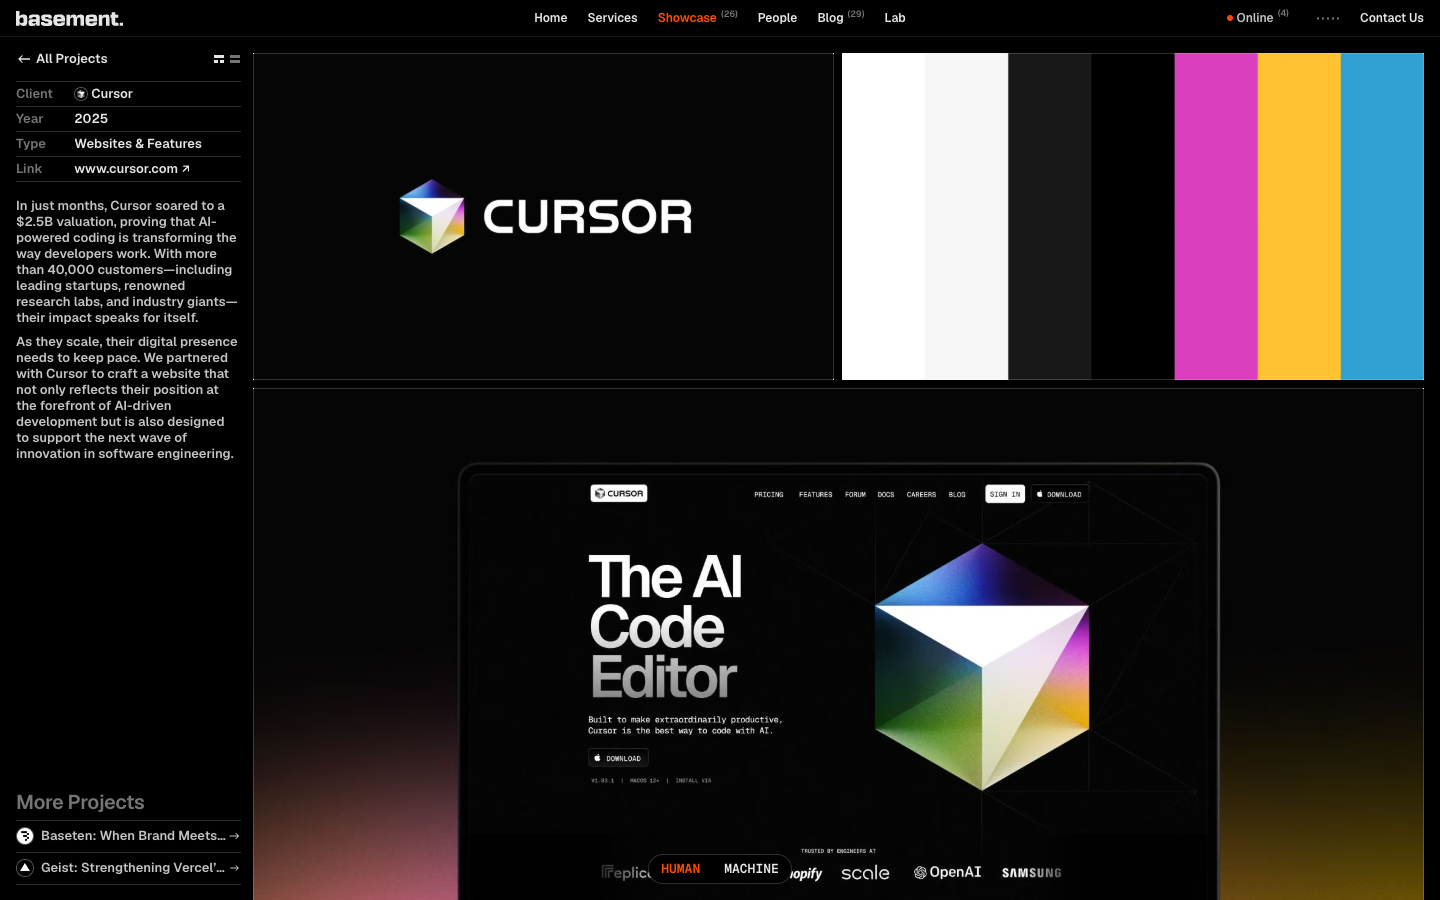 basement.
Home
Services
Showcase (26)
People
Blog (29)
Lab
Online (4)
Contact Us
← All Projects
Client Cursor
Year 2025
Type Websites & Features
Link www.cursor.com ↗
In just months, Cursor soared to a
$2.5B valuation, proving that AI-
powered coding is transforming the
way developers work. With more
than 40,000 customers—including
leading startups, renowned
research labs, and industry giants—
their impact speaks for itself.
As they scale, their digital presence
needs to keep pace. We partnered
with Cursor to craft a website that
not only reflects their position at
the forefront of AI-driven
development but is also designed
to support the next wave of
innovation in software engineering.
More Projects
Baseten: When Brand Meets... →
Geist: Strengthening Vercel'... →
CURSOR
CURSOR
PRICING
FEATURES
FORUM
DOCS
CAREERS
BLOG
SIGN IN
DOWNLOAD
The AI
Code
Editor
Built to make extraordinarily productive,
Cursor is the best way to code with AI.
DOWNLOAD
MACOS 12+ | INSTALL VIA
TRUSTED BY ENGINEERS AT
Replic
opify
scale
OpenAI
SAMSUNG
HUMAN
MACHINE